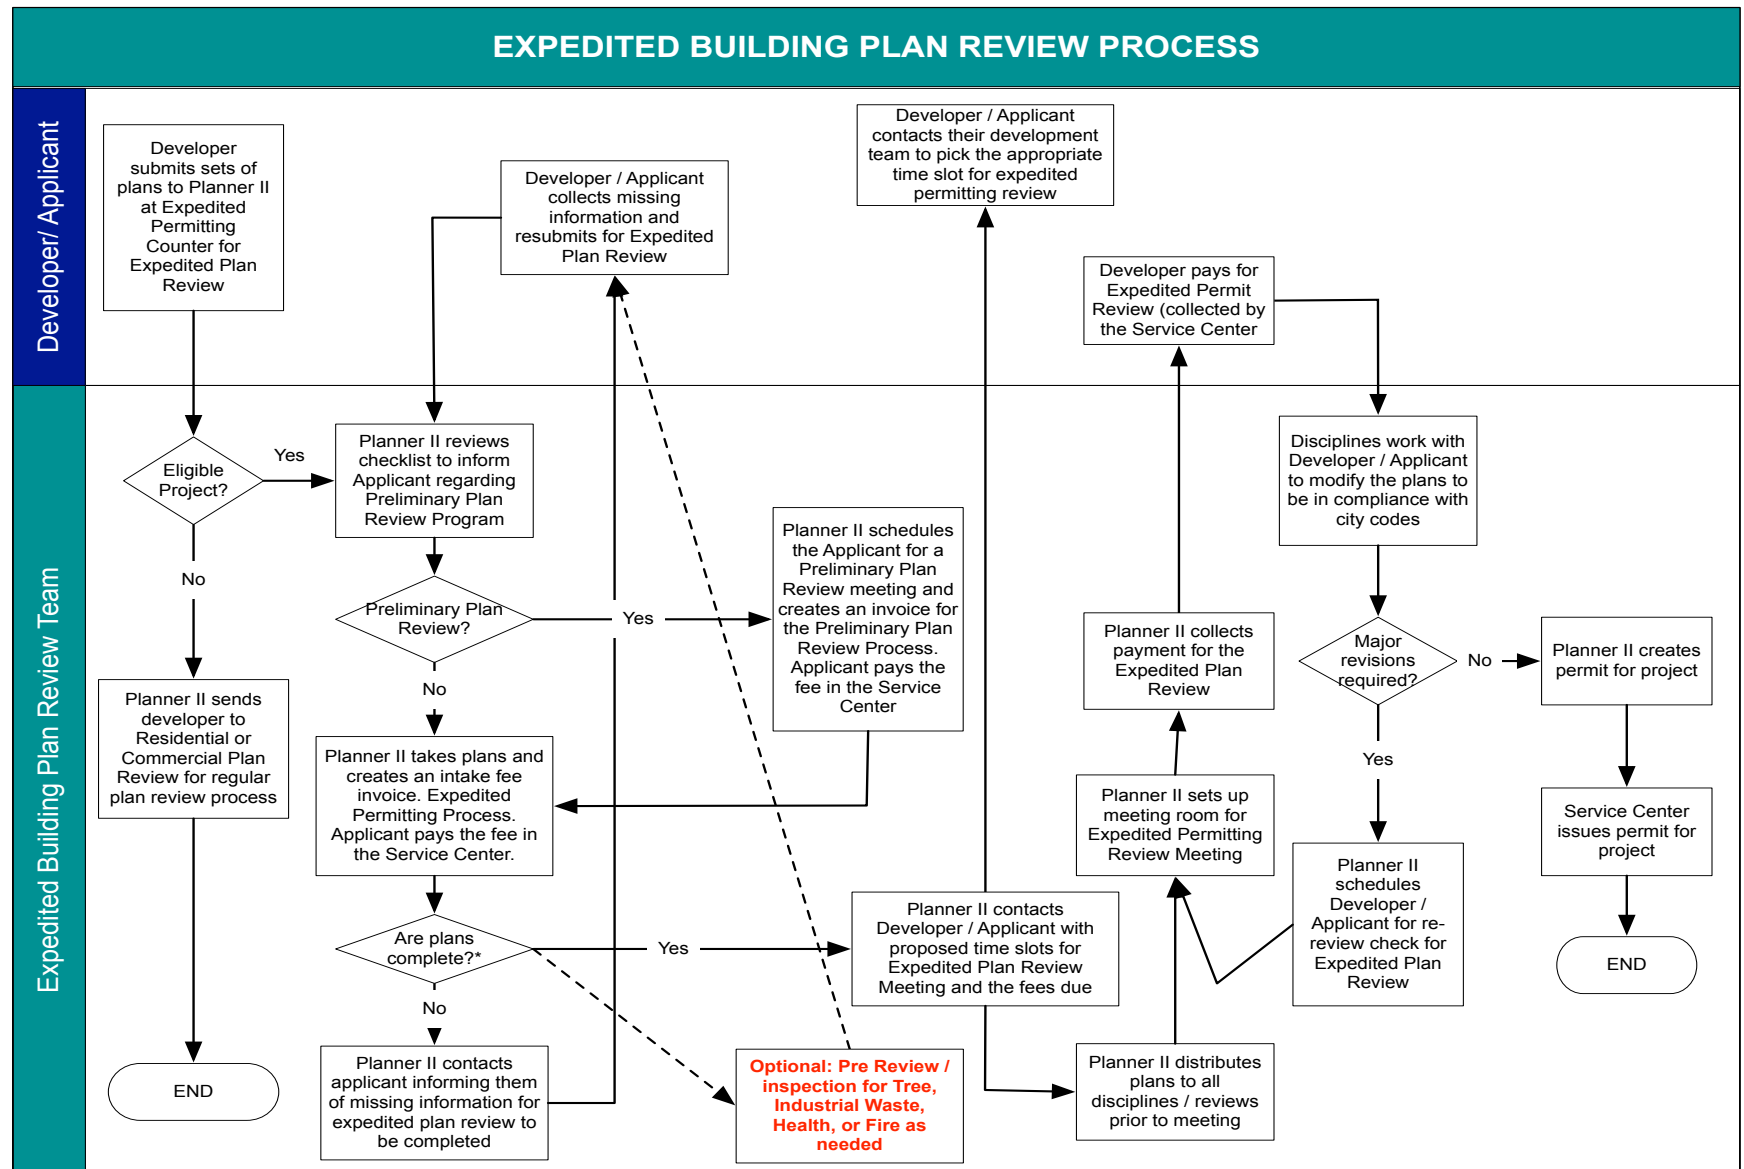 EXPEDITED BUILDING PLAN REVIEW PROCESS
Developer/ Applicant
Developer
submits sets of
plans to Planner II
at Expedited
Permitting
Counter for
Expedited Plan
Review
Developer / Applicant
collects missing
information and
resubmits for Expedited
Plan Review
Developer / Applicant
contacts their development
team to pick the appropriate
time slot for expedited
permitting review
Developer pays for
Expedited Permit
Review (collected by
the Service Center
Expedited Building Plan Review Team
Eligible
Project?
Yes
No
Planner II sends
developer to
Residential or
Commercial Plan
Review for regular
plan review process
END
Planner II reviews
checklist to inform
Applicant regarding
Preliminary Plan
Review Program
Preliminary Plan
Review?
Yes
No
Planner II schedules
the Applicant for a
Preliminary Plan
Review meeting and
creates an invoice for
the Preliminary Plan
Review Process.
Applicant pays the
fee in the Service
Center
Planner II takes plans and
creates an intake fee
invoice. Expedited
Permitting Process.
Applicant pays the fee in
the Service Center.
Are plans
complete?*
Yes
No
Planner II contacts
applicant informing them
of missing information for
expedited plan review to
be completed
Optional: Pre Review /
inspection for Tree,
Industrial Waste,
Health, or Fire as
needed
Planner II contacts
Developer / Applicant with
proposed time slots for
Expedited Plan Review
Meeting and the fees due
Planner II distributes
plans to all
disciplines / reviews
prior to meeting
Planner II sets up
meeting room for
Expedited Permitting
Review Meeting
Planner II collects
payment for the
Expedited Plan
Review
Disciplines work with
Developer / Applicant
to modify the plans to
be in compliance with
city codes
Major
revisions
required?
No
Yes
Planner II
schedules
Developer /
Applicant for re-
review check for
Expedited Plan
Review
Planner II creates
permit for project
Service Center
issues permit for
project
END